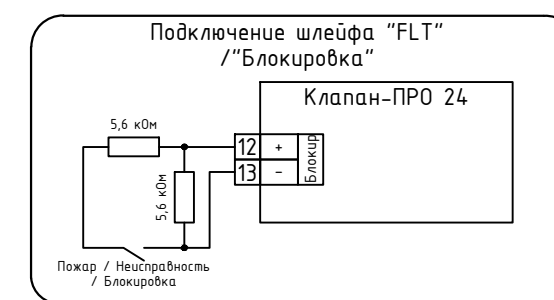 Подключение шлейфа "FLT"
/"Блокировка"
Клапан-ПРО 24
5,6 кОм
12 +
13 -
Блокир
5,6 кОм
Пожар / Неисправность
/ Блокировка